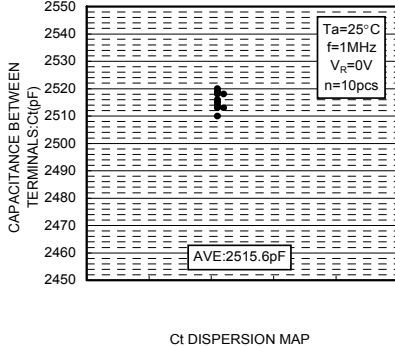 CAPACITANCE BETWEEN
TERMINALS:Ct(pF)
2550
2540
2530
2520
2510
2500
2490
2480
2470
2460
2450
Ta=25°C
f=1MHz
VR=0V
n=10pcs
AVE:2515.6pF
Ct DISPERSION MAP